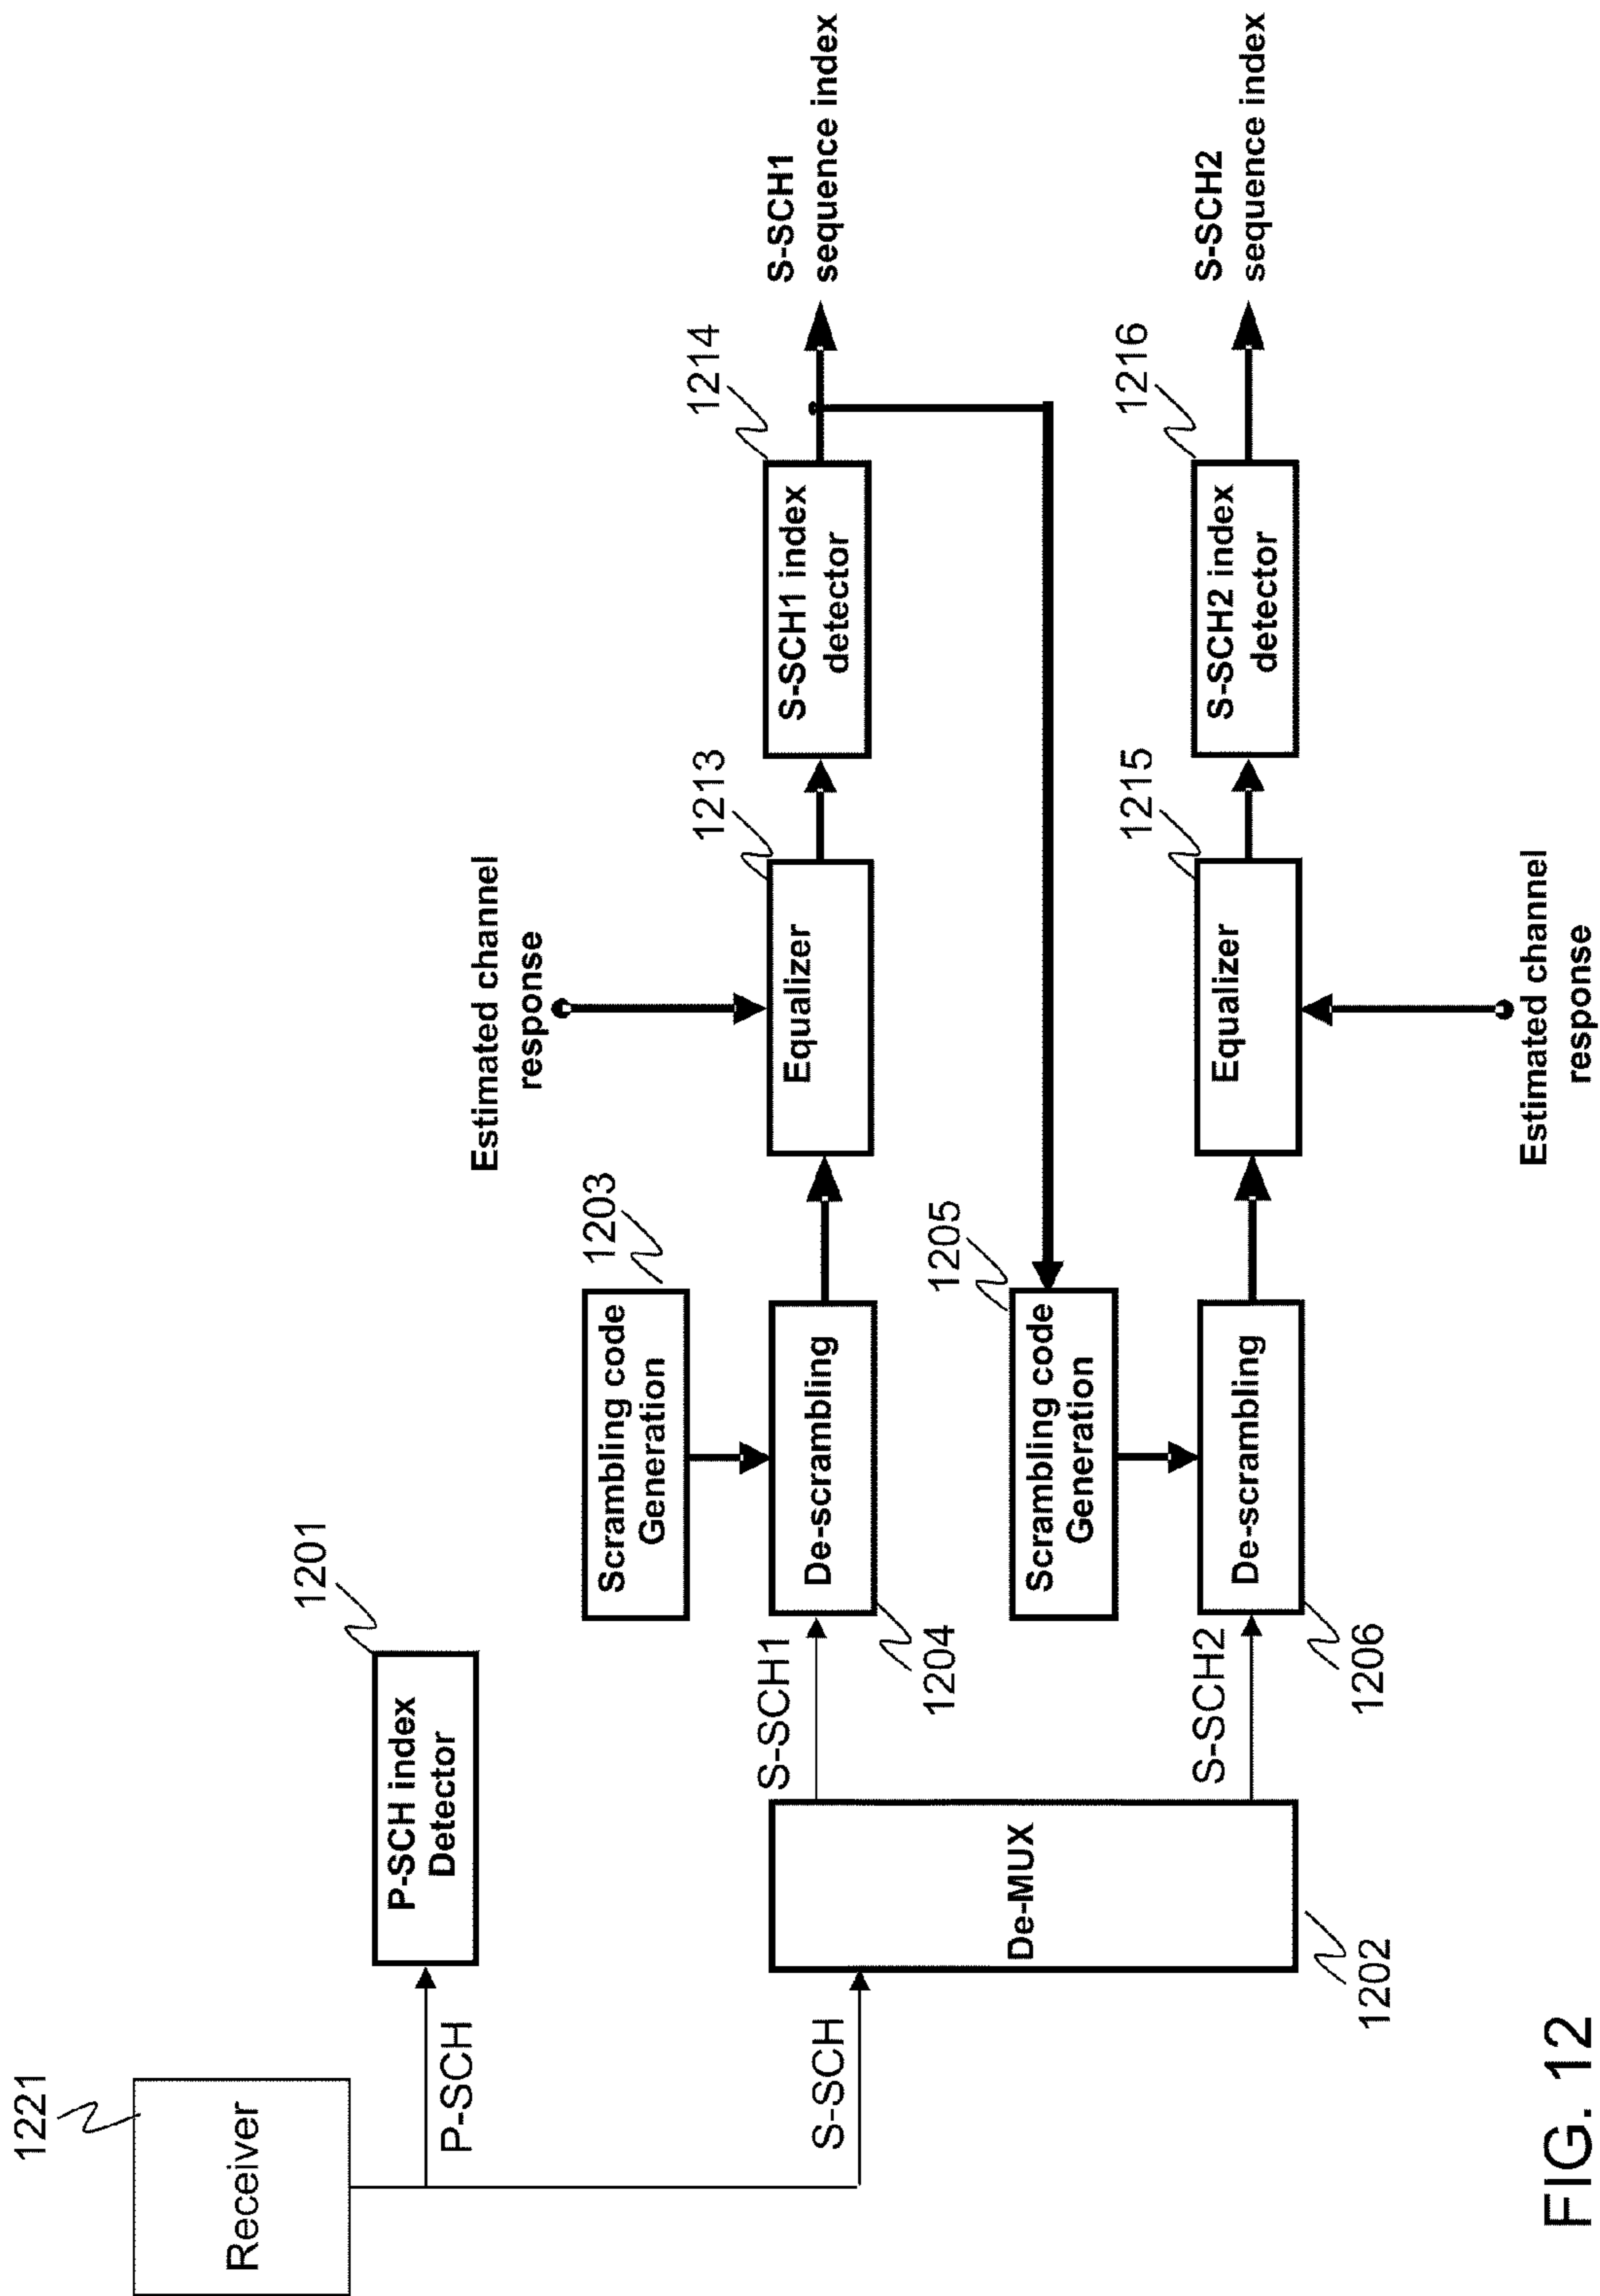 1221
Receiver
P-SCH
1201
P-SCH index
Detector
S-SCH
De-MUX
1202
S-SCH1
S-SCH2
1203
Scrambling code
Generation
De-scrambling
1204
1205
Scrambling code
Generation
De-scrambling
1206
Estimated channel
response
1213
Equalizer
1214
S-SCH1 index
detector
S-SCH1
sequence index
1215
Equalizer
Estimated channel
response
1216
S-SCH2 index
detector
S-SCH2
sequence index
FIG. 12